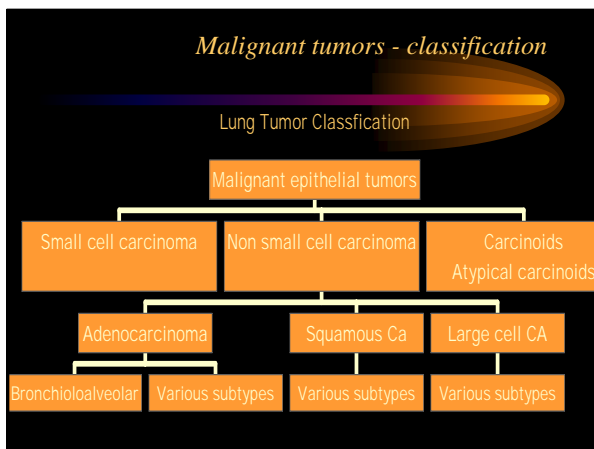 Malignant tumors - classification
Lung Tumor Classfication
Malignant epithelial tumors
Small cell carcinoma
Non small cell carcinoma
Carcinoids
Atypical carcinoids
Adenocarcinoma
Squamous Ca
Large cell CA
Bronchioloalveolar
Various subtypes
Various subtypes
Various subtypes